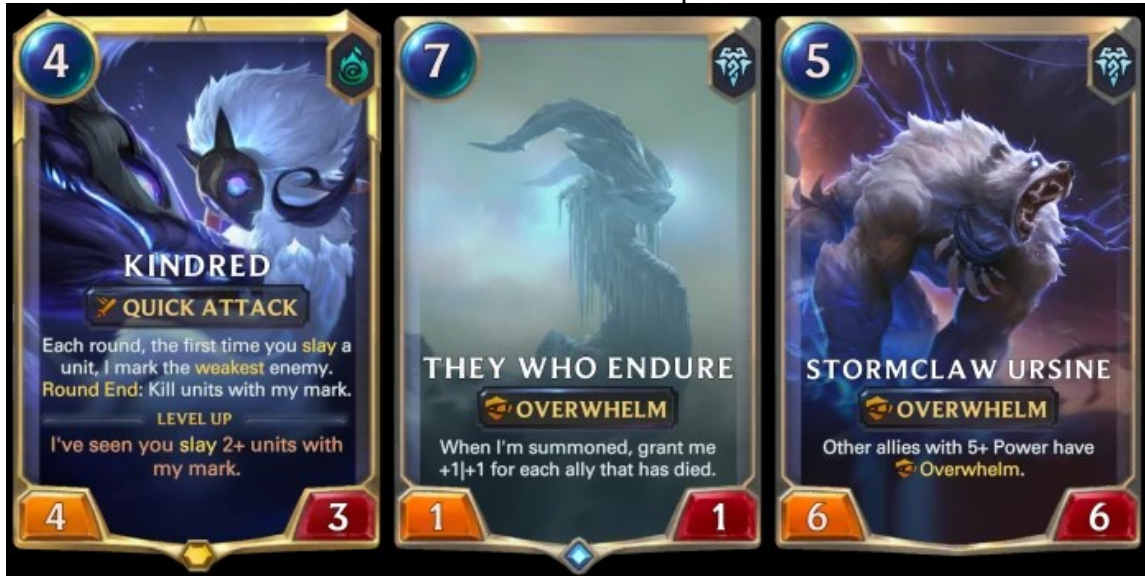 4
KINDRED
QUICK ATTACK
Each round, the first time you slay a
unit, I mark the weakest enemy.
Round End: Kill units with my mark.
LEVEL UP
I've seen you slay 2+ units with
my mark.
4
3
7
THEY WHO ENDURE
OVERWHELM
When I'm summoned, grant me
+1|+1 for each ally that has died.
1
1
5
STORMCLAW URSINE
OVERWHELM
Other allies with 5+ Power have
Overwhelm.
6
6